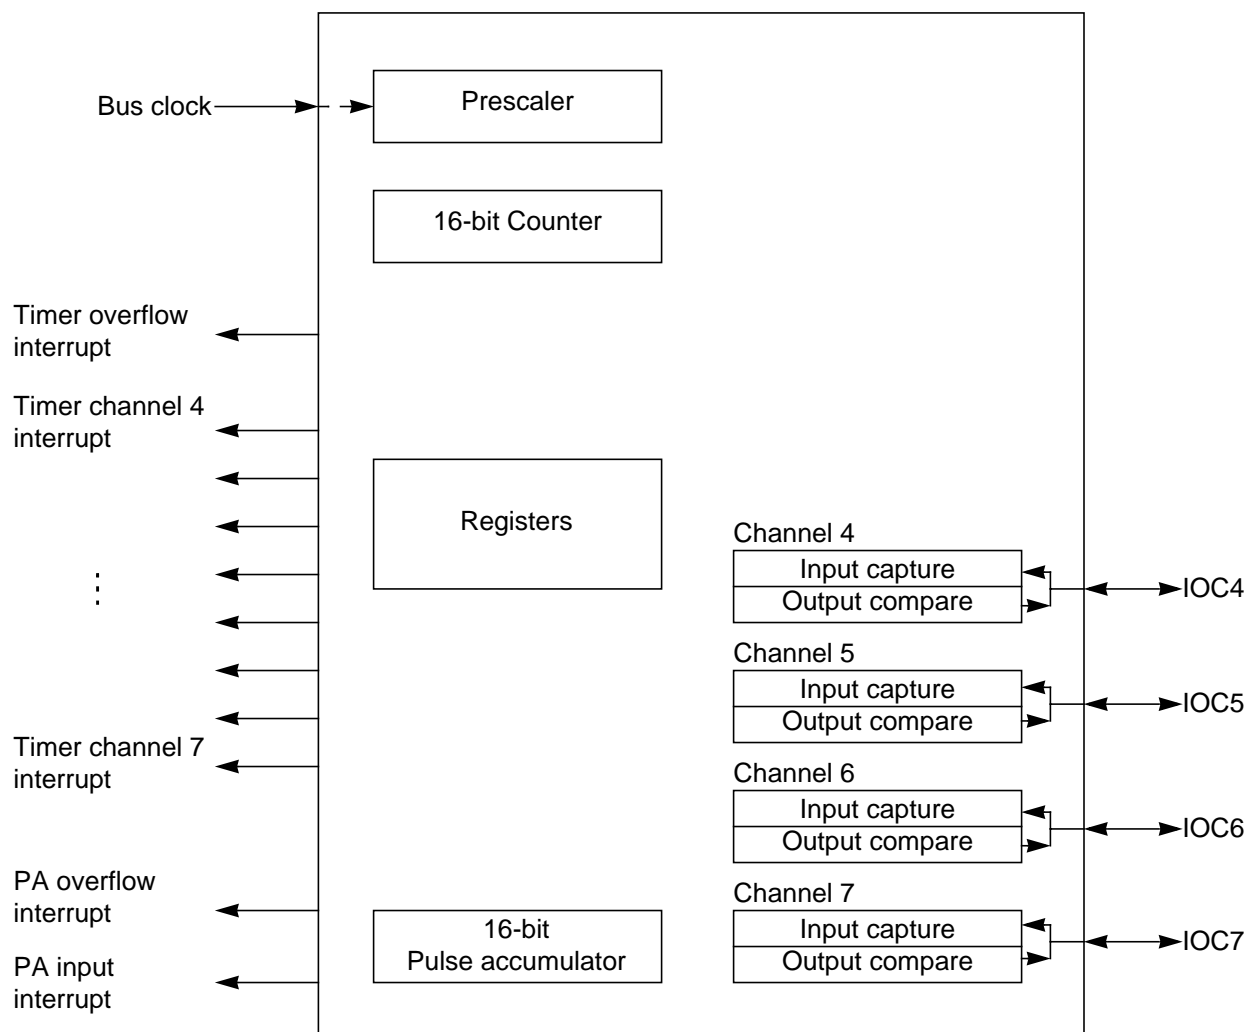 Bus clock
Prescaler
16-bit Counter
Timer overflow
interrupt
Timer channel 4
interrupt
Registers
Channel 4
Input capture
Output compare
IOC4
Channel 5
Input capture
Output compare
IOC5
Timer channel 7
interrupt
Channel 6
Input capture
Output compare
IOC6
PA overflow
interrupt
16-bit
Pulse accumulator
Channel 7
Input capture
Output compare
IOC7
PA input
interrupt